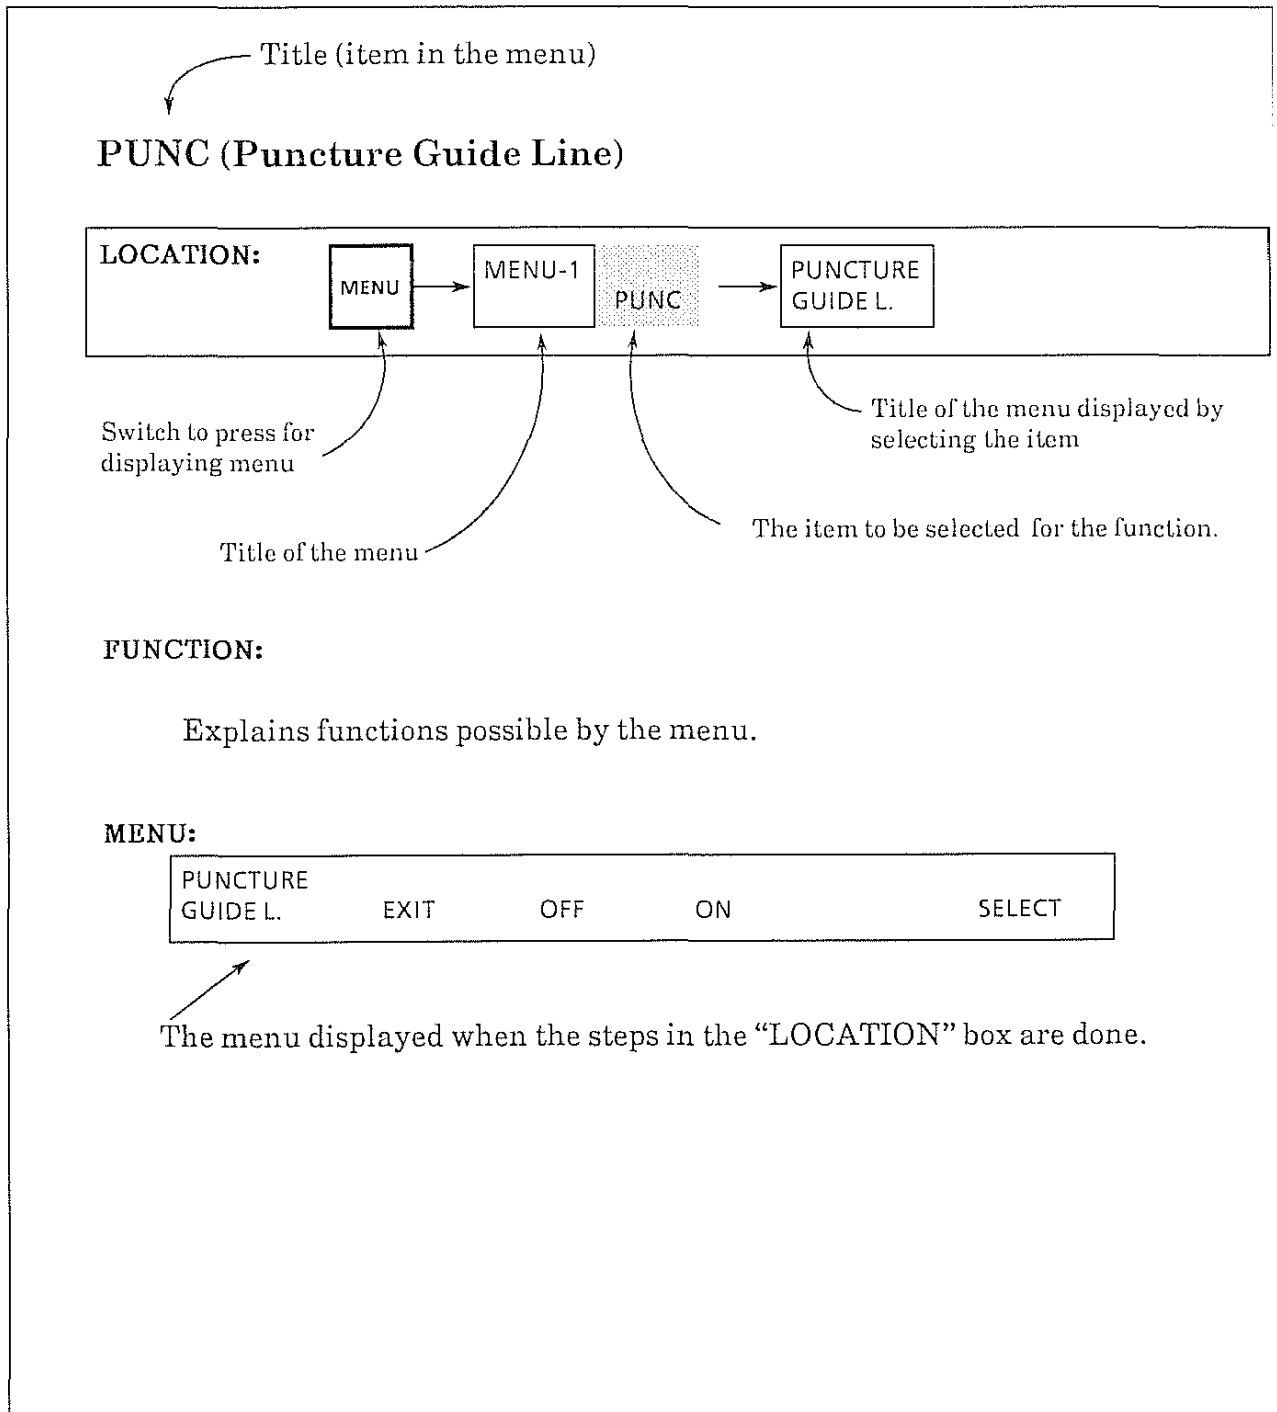 Title (item in the menu)
PUNC (Puncture Guide Line)
LOCATION:
MENU
MENU-1
PUNC
PUNCTURE
GUIDE L.
Switch to press for
displaying menu
Title of the menu displayed by
selecting the item
Title of the menu
The item to be selected for the function.
FUNCTION:
Explains functions possible by the menu.
MENU:
PUNCTURE
GUIDE L. EXIT OFF ON SELECT
The menu displayed when the steps in the “LOCATION” box are done.